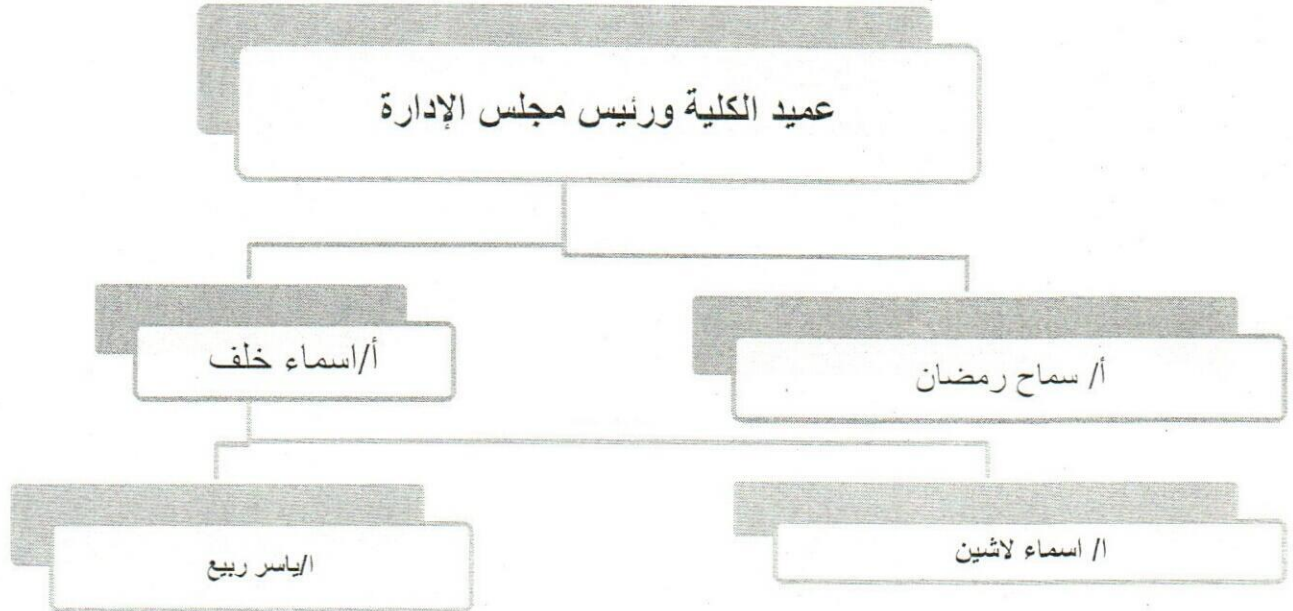 عميد الكلية ورئيس مجلس الإدارة
أ/ سماح رمضان
أ/اسماء خلف
ا/ اسماء لاشين
ا/ياسر ربيع